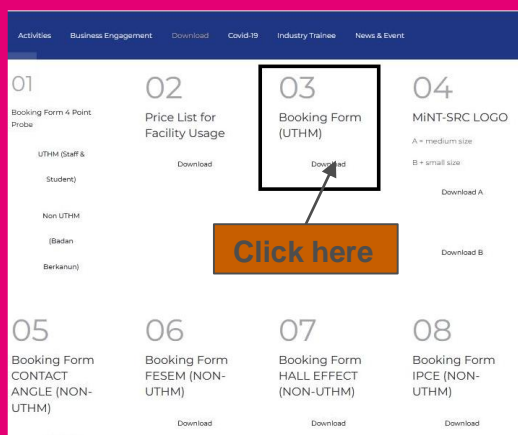 Activities Business Engagement Download Covid-19 Industry Trainee News & Event
01
Booking Form 4 Point
Probe
UTHM (Staff &
Student)
Non UTHM
(Badan
Berkanun)
02
Price List for
Facility Usage
Download
03
Booking Form
(UTHM)
Download
04
MiNT-SRC LOGO
A = medium size
B = small size
Download A
Download B
Click here
05
Booking Form
CONTACT
ANGLE (NON-
UTHM)
06
Booking Form
FESEM (NON-
UTHM)
Download
07
Booking Form
HALL EFFECT
(NON-UTHM)
Download
08
Booking Form
IPCE (NON-
UTHM)
Download